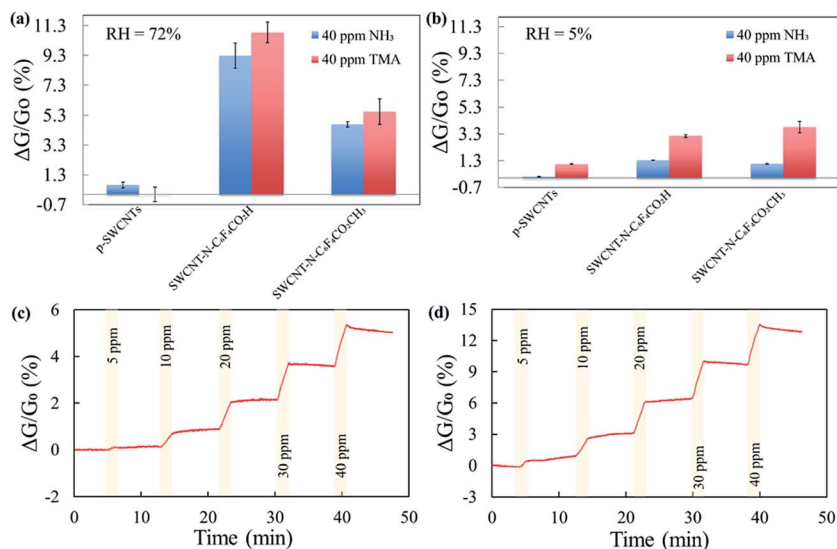 (a)
RH = 72%
40 ppm NH₃
40 ppm TMA
ΔG/Go (%)
11.3
9.3
7.3
5.3
3.3
1.3
-0.7
p-SWCNTs
SWCNT-N-C₆F₄CO₂H
SWCNT-N-C₆F₄CO₂CH₃
(b)
RH = 5%
40 ppm NH₃
40 ppm TMA
ΔG/Go (%)
11.3
9.3
7.3
5.3
3.3
1.3
-0.7
p-SWCNTs
SWCNT-N-C₆F₄CO₂H
SWCNT-N-C₆F₄CO₂CH₃
(c)
ΔG/G₀ (%)
6
4
2
0
-2
5 ppm
10 ppm
20 ppm
30 ppm
40 ppm
0 10 20 30 40 50
Time (min)
(d)
ΔG/G₀ (%)
15
12
9
6
3
0
-3
5 ppm
10 ppm
20 ppm
30 ppm
40 ppm
0 10 20 30 40 50
Time (min)